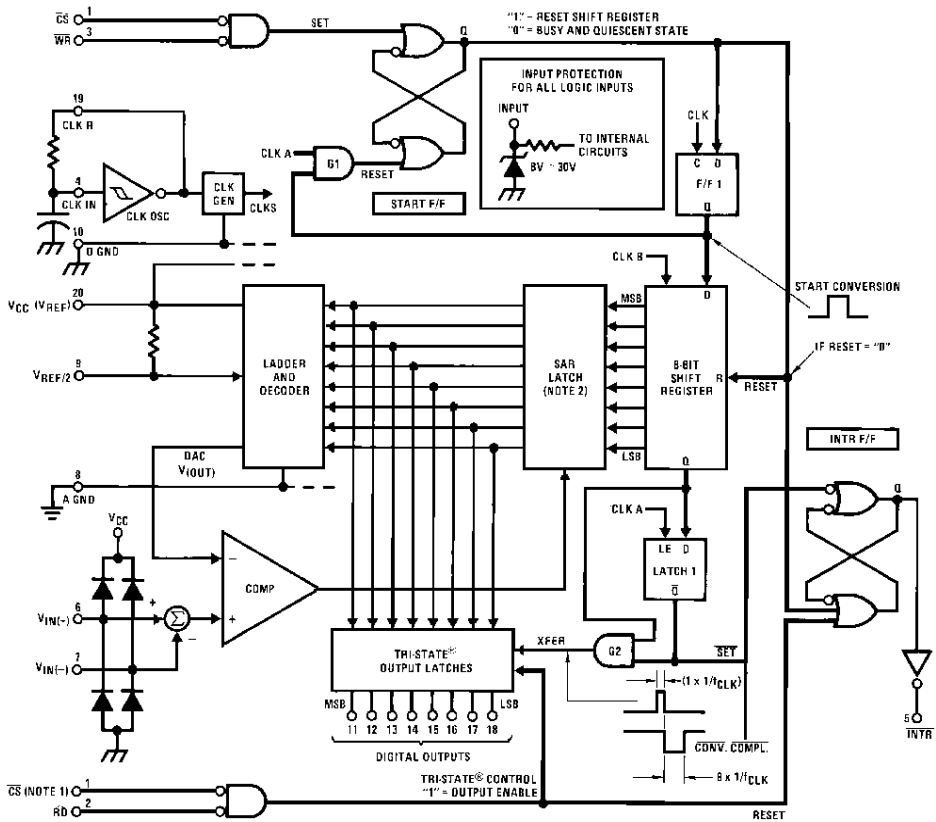 CS 1
WR 3
SET
Q
"1" = RESET SHIFT REGISTER
"0" = BUSY AND QUIESCENT STATE
INPUT PROTECTION
FOR ALL LOGIC INPUTS
INPUT
TO INTERNAL
CIRCUITS
BV = 30V
19
CLK R
4
CLK IN
CLK OSC
CLK
GEN
CLKS
10
D GND
CLK A
G1
RESET
START F/F
CLK
C D
F/F 1
Q
CLK B
START CONVERSION
20
VCC (VREF)
9
VREF/2
LADDER
AND
DECODER
SAR
LATCH
(NOTE 2)
MSB
LSB
D
8-BIT
SHIFT
REGISTER
R
Q
RESET
IF RESET = "0"
INTR F/F
Q
DAC
V(OUT)
8
A GND
VCC
COMP
6
VIN(-)
7
VIN(-)
+
-
Σ
-
+
CLK A
LE D
LATCH 1
Q
XFER
G2
SET
TRI-STATE®
OUTPUT LATCHES
MSB
LSB
11 12 13 14 15 16 17 18
DIGITAL OUTPUTS
(1 x 1/fCLK)
CONV. COMPL.
8 x 1/fCLK
5
INTR
CS (NOTE 1) 1
RD 2
TRI-STATE® CONTROL
"1" = OUTPUT ENABLE
RESET